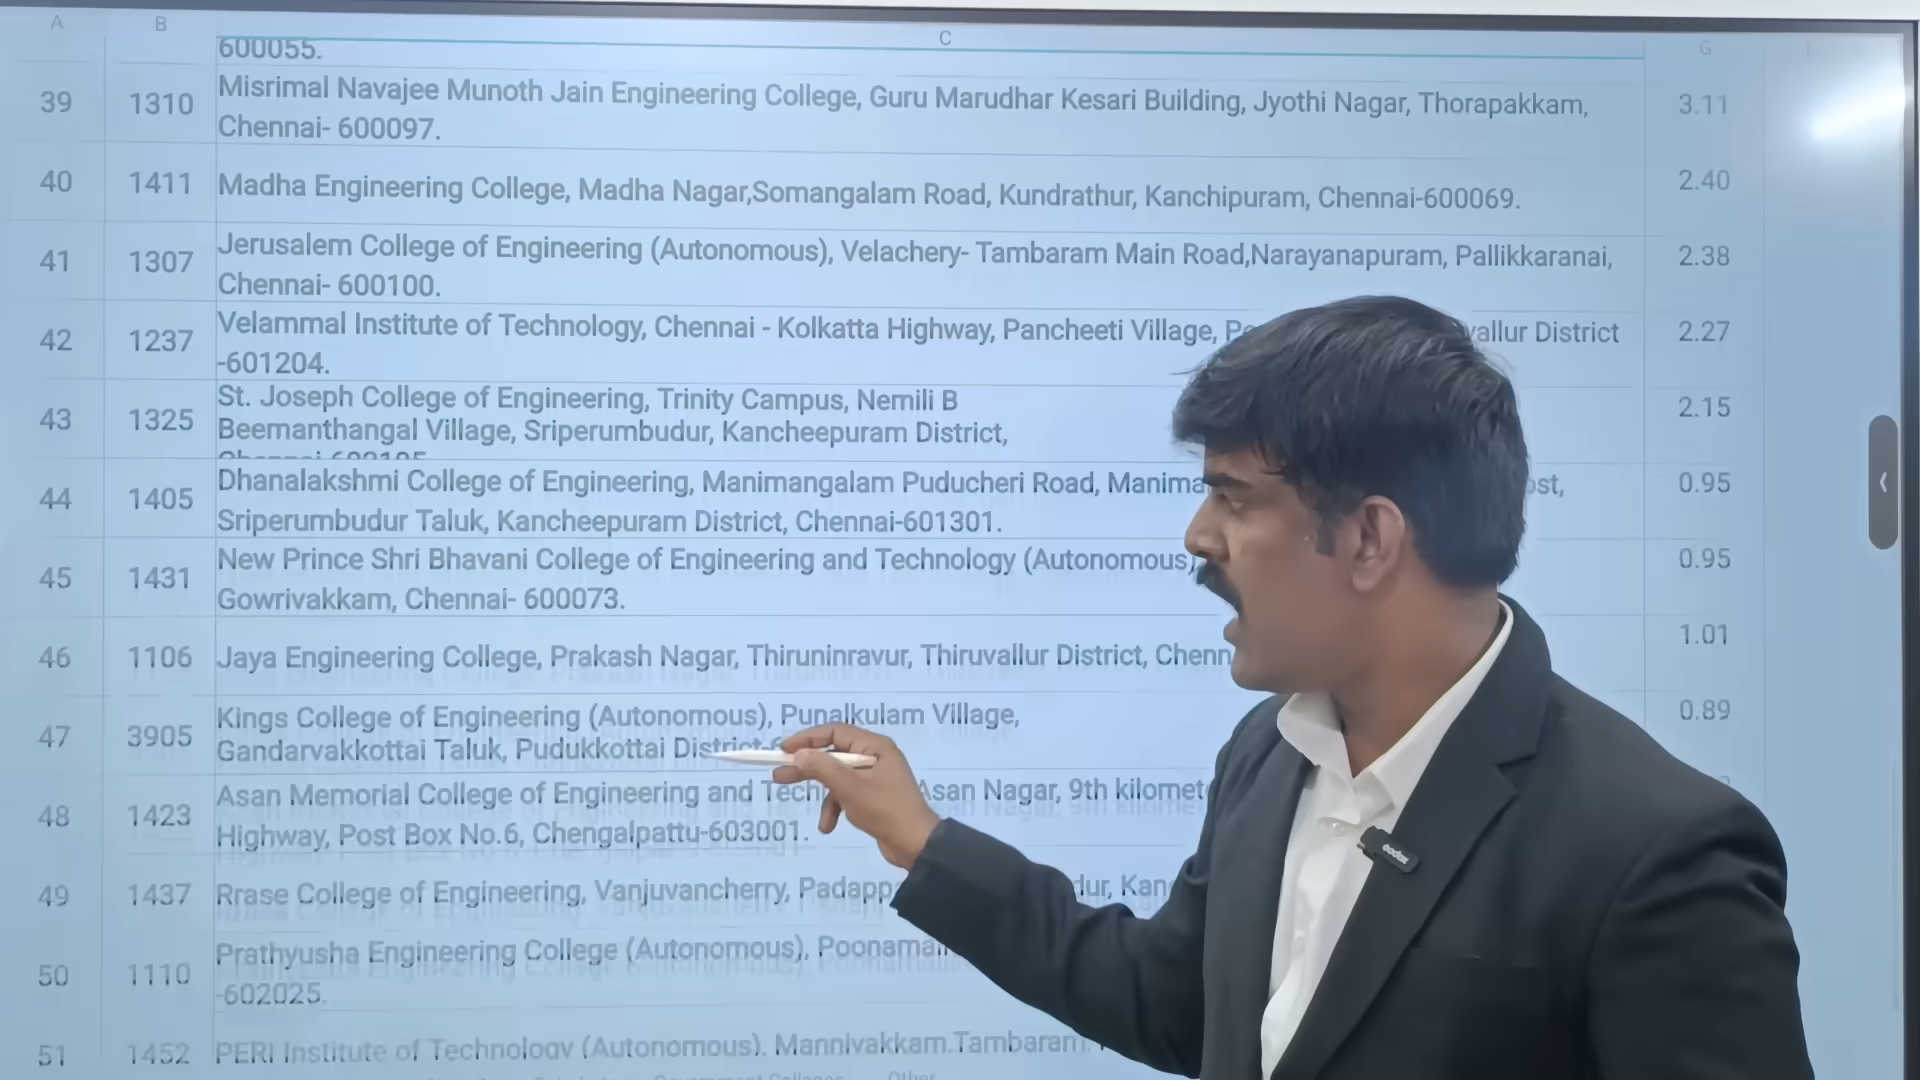 A B C G
600055.
39 1310 Misrimal Navajee Munoth Jain Engineering College, Guru Marudhar Kesari Building, Jyothi Nagar, Thorapakkam, 3.11
Chennai- 600097.
40 1411 Madha Engineering College, Madha Nagar,Somangalam Road, Kundrathur, Kanchipuram, Chennai-600069. 2.40
41 1307 Jerusalem College of Engineering (Autonomous), Velachery- Tambaram Main Road,Narayanapuram, Pallikkaranai, 2.38
Chennai- 600100.
42 1237 Velammal Institute of Technology, Chennai - Kolkatta Highway, Pancheeti Village, District 2.27
-601204.
43 1325 St. Joseph College of Engineering, Trinity Campus, Nemili B 2.15
Beemanthangal Village, Sriperumbudur, Kancheepuram District,
44 1405 Dhanalakshmi College of Engineering, Manimangalam Puducheri Road, 0.95
Sriperumbudur Taluk, Kancheepuram District, Chennai-601301.
45 1431 New Prince Shri Bhavani College of Engineering and Technology (Autonomous) 0.95
Gowrivakkam, Chennai- 600073.
46 1106 Jaya Engineering College, Prakash Nagar, Thiruninravur, Thiruvallur District, 1.01
47 3905 Kings College of Engineering (Autonomous), Punalkulam Village, 0.89
Gandarvakkottai Taluk, Pudukkottai District-
48 1423 Asan Memorial College of Engineering and Asan Nagar, 9th
Highway, Post Box No.6, Chengalpattu-603001.
49 1437 Rrase College of Engineering, Vanjuvancherry,
50 1110 Prathyusha Engineering College (Autonomous),
-602025.
51 1452 PERI Institute of Technology (Autonomous), Mannivakkam,Tambaram
Godox